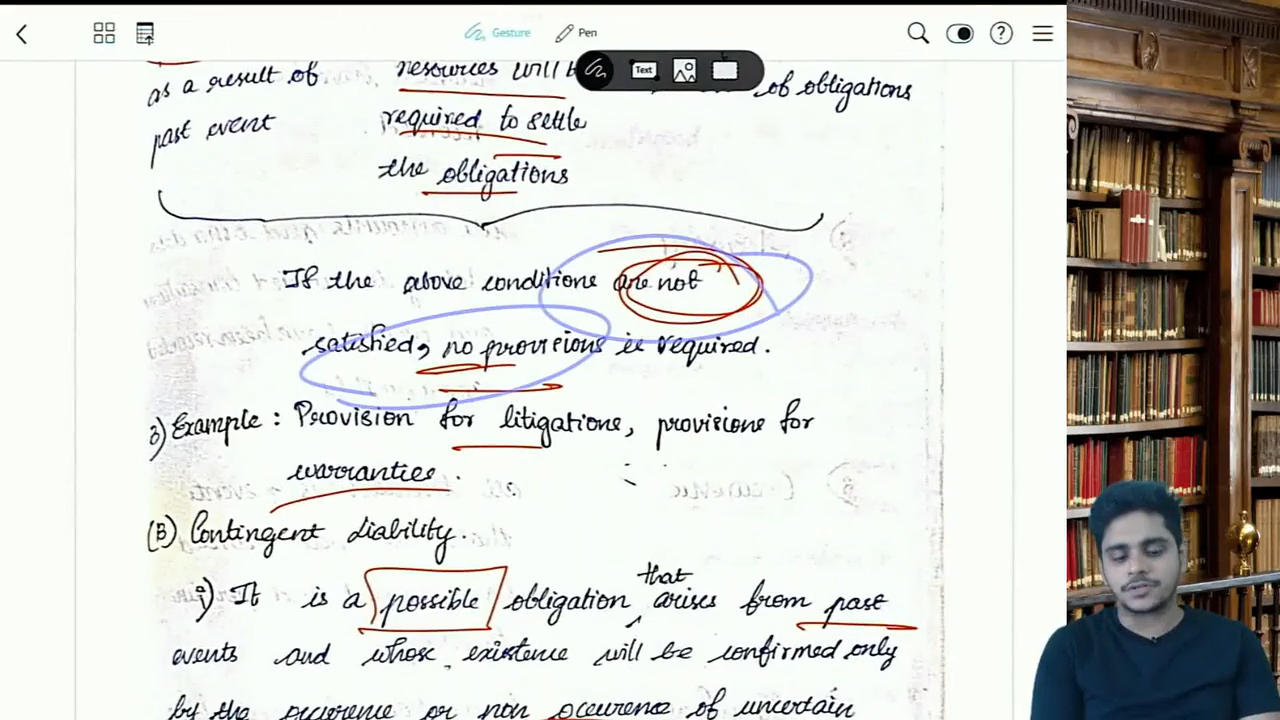 Gesture
Pen
Text
as a result of resources will b of obligations
past event required to settle
the obligations
If the above conditions are not
satisfied, no provisions is required.
3) Example: Provision for litigations, provisions for
warranties.
(B) Contingent Liability.
i) It is a possible obligation that arises from past
events and whose existence will be confirmed only
by the occurence or non occurence of uncertain